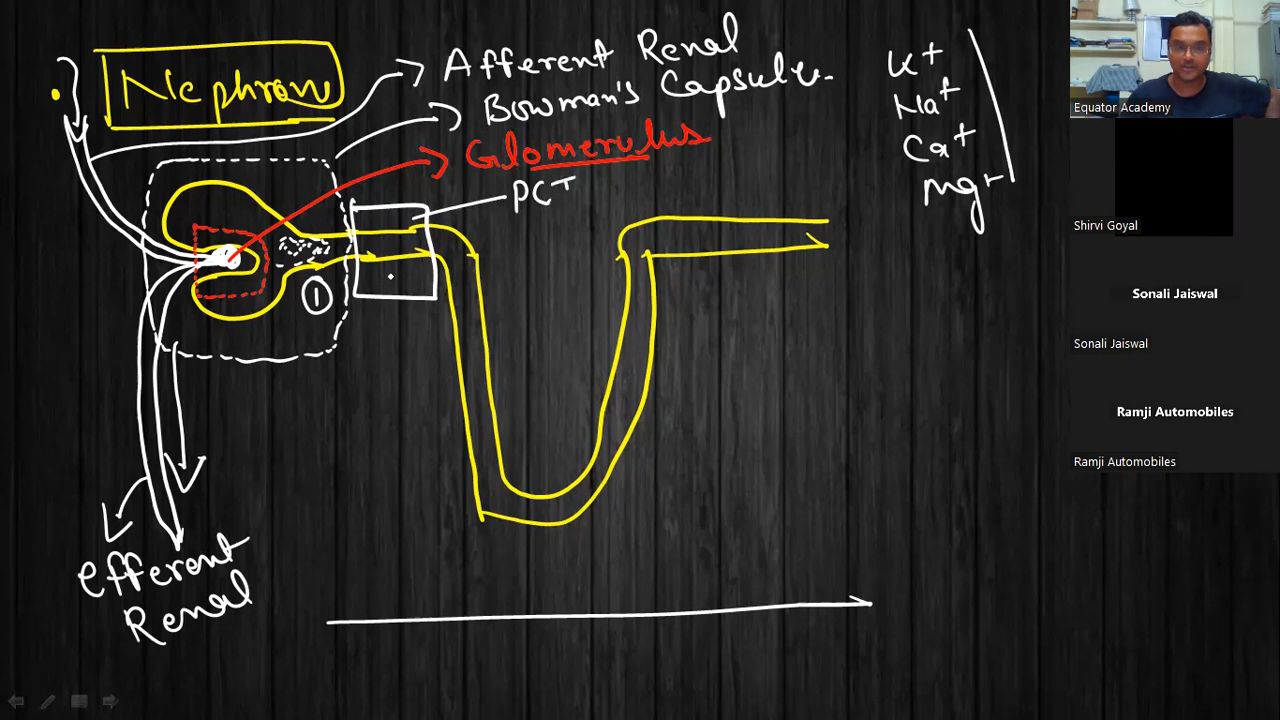 Nephron
Afferent Renal
Bowman's Capsule
Glomerulus
PCT
K+
Na+
Ca+
Mg+
1
efferent
Renal
Equator Academy
Shirvi Goyal
Sonali Jaiswal
Sonali Jaiswal
Ramji Automobiles
Ramji Automobiles